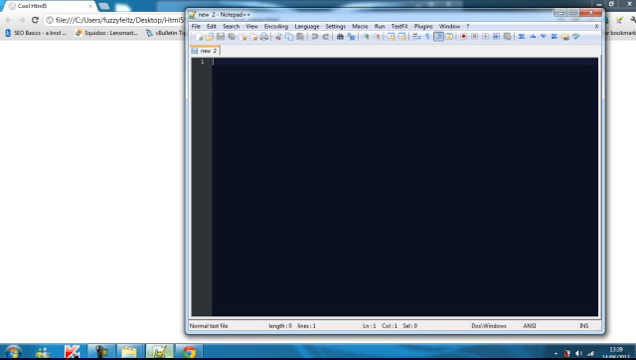 Cool Html5
new 2 - Notepad++
file:///C:/Users/fuzzyfeltz/Desktop/Html5
File Edit Search View Encoding Language Settings Macro Run TextFX Plugins Window ? X
SEO Basics - a knol ...
Squidoo : Lensmast...
vBulletin T
new 2
1
Normal text file
length : 0 lines : 1
Ln : 1 Col : 1 Sel : 0
Dos\Windows
ANSI
INS
13:39